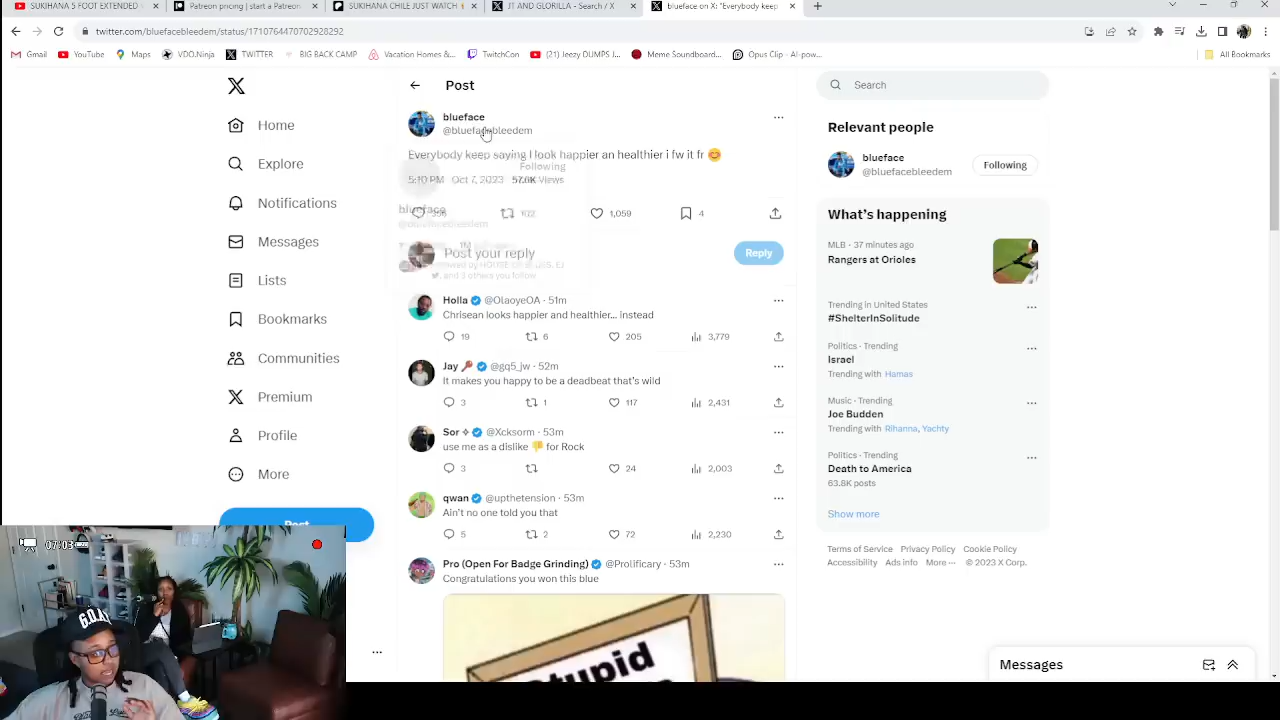 SUKIHANA 5 FOOT EXTENDED
Patreon pricing | start a Patreon
SUKIHANA CHILE JUST WATCH
JT AND GLORILLA - Search / X
blueface on X: "Everybody keep
twitter.com/bluefacebleedem/status/1710764470702928292
Gmail
YouTube
Maps
VDO.Ninja
TWITTER
BIG BACK CAMP
Vacation Homes-...
TwitchCon
(21) Jeezy DUMPS J...
Meme Soundboard...
Opus Clip - AI-pow...
All Bookmarks
Home
Explore
Notifications
Messages
Lists
Bookmarks
Communities
Premium
Profile
More
Post
Post
blueface
@bluefacebleedem
Everybody keep saying I look happier an healthier i fw it fr 😊
Following
5:10 PM Oct 7, 2023 57.6K Views
blueface
1,059
4
Post your reply
Reply
and 3 others you follow
Holla @OlaoyeOA · 51m
Chrisean looks happier and healthier... instead
19 6 205 3,779
Jay 🔑 @gq5_jw · 52m
It makes you happy to be a deadbeat that's wild
3 1 117 2,431
Sor ✧ @Xcksorm · 53m
use me as a dislike 👎 for Rock
3 24 2,003
qwan @upthetension · 53m
Ain't no one told you that
5 2 72 2,230
Pro (Open For Badge Grinding) @Prolificary · 53m
Congratulations you won this blue
Stupid
Search
Relevant people
blueface
@bluefacebleedem
Following
What's happening
MLB · 37 minutes ago
Rangers at Orioles
Trending in United States
#ShelterInSolitude
Politics · Trending
Israel
Trending with Hamas
Music · Trending
Joe Budden
Trending with Rihanna, Yachty
Politics · Trending
Death to America
63.8K posts
Show more
Terms of Service Privacy Policy Cookie Policy
Accessibility Ads info More ··· © 2023 X Corp.
Messages
07:03